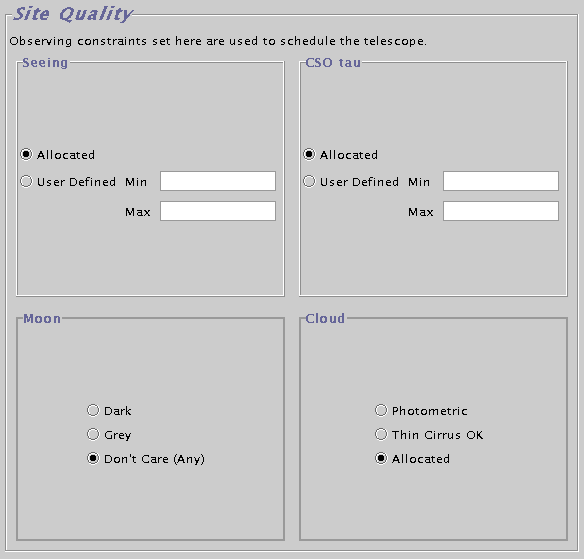 Site Quality
Observing constraints set here are used to schedule the telescope.
Seeing
Allocated
User Defined Min
Max
CSO tau
Allocated
User Defined Min
Max
Moon
Dark
Grey
Don't Care (Any)
Cloud
Photometric
Thin Cirrus OK
Allocated